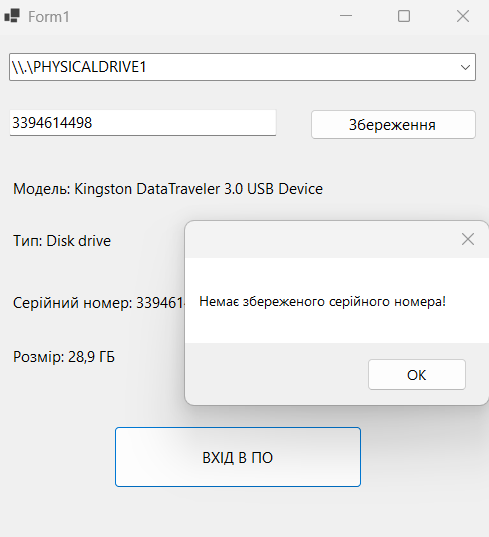 Form1
\\.\PHYSICALDRIVE1
3394614498
Збереження
Модель: Kingston DataTraveler 3.0 USB Device
Тип: Disk drive
Серійний номер: 339461
Немає збереженого серійного номера!
Розмір: 28,9 ГБ
OK
ВХІД В ПО